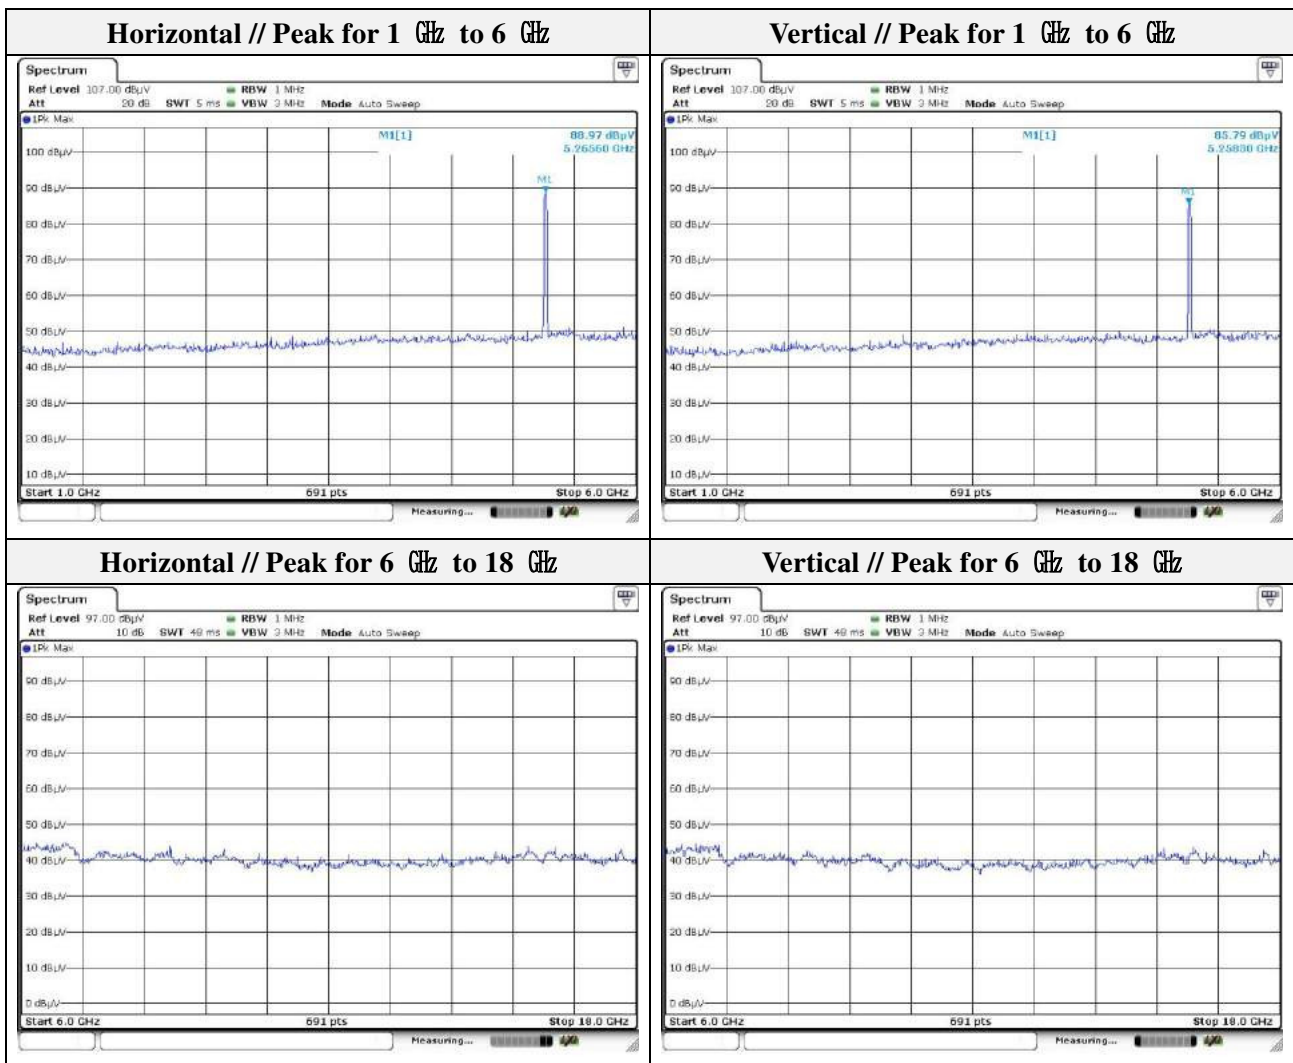 Horizontal // Peak for 1 ㎓ to 6 ㎓
Spectrum
Ref Level 107.00 dBµV RBW 1 MHz
Att 20 dB SWT 5 ms VBW 3 MHz Mode Auto Sweep
1Pk Max
M1[1] 88.97 dBµV
5.26560 GHz
M1
100 dBµV
90 dBµV
80 dBµV
70 dBµV
60 dBµV
50 dBµV
40 dBµV
30 dBµV
20 dBµV
10 dBµV
Start 1.0 GHz 691 pts Stop 6.0 GHz
Measuring...
Vertical // Peak for 1 ㎓ to 6 ㎓
Spectrum
Ref Level 107.00 dBµV RBW 1 MHz
Att 20 dB SWT 5 ms VBW 3 MHz Mode Auto Sweep
1Pk Max
M1[1] 85.79 dBµV
5.25830 GHz
M1
100 dBµV
90 dBµV
80 dBµV
70 dBµV
60 dBµV
50 dBµV
40 dBµV
30 dBµV
20 dBµV
10 dBµV
Start 1.0 GHz 691 pts Stop 6.0 GHz
Measuring...
Horizontal // Peak for 6 ㎓ to 18 ㎓
Spectrum
Ref Level 97.00 dBµV RBW 1 MHz
Att 10 dB SWT 48 ms VBW 3 MHz Mode Auto Sweep
1Pk Max
90 dBµV
80 dBµV
70 dBµV
60 dBµV
50 dBµV
40 dBµV
30 dBµV
20 dBµV
10 dBµV
0 dBµV
Start 6.0 GHz 691 pts Stop 18.0 GHz
Measuring...
Vertical // Peak for 6 ㎓ to 18 ㎓
Spectrum
Ref Level 97.00 dBµV RBW 1 MHz
Att 10 dB SWT 48 ms VBW 3 MHz Mode Auto Sweep
1Pk Max
90 dBµV
80 dBµV
70 dBµV
60 dBµV
50 dBµV
40 dBµV
30 dBµV
20 dBµV
10 dBµV
0 dBµV
Start 6.0 GHz 691 pts Stop 18.0 GHz
Measuring...